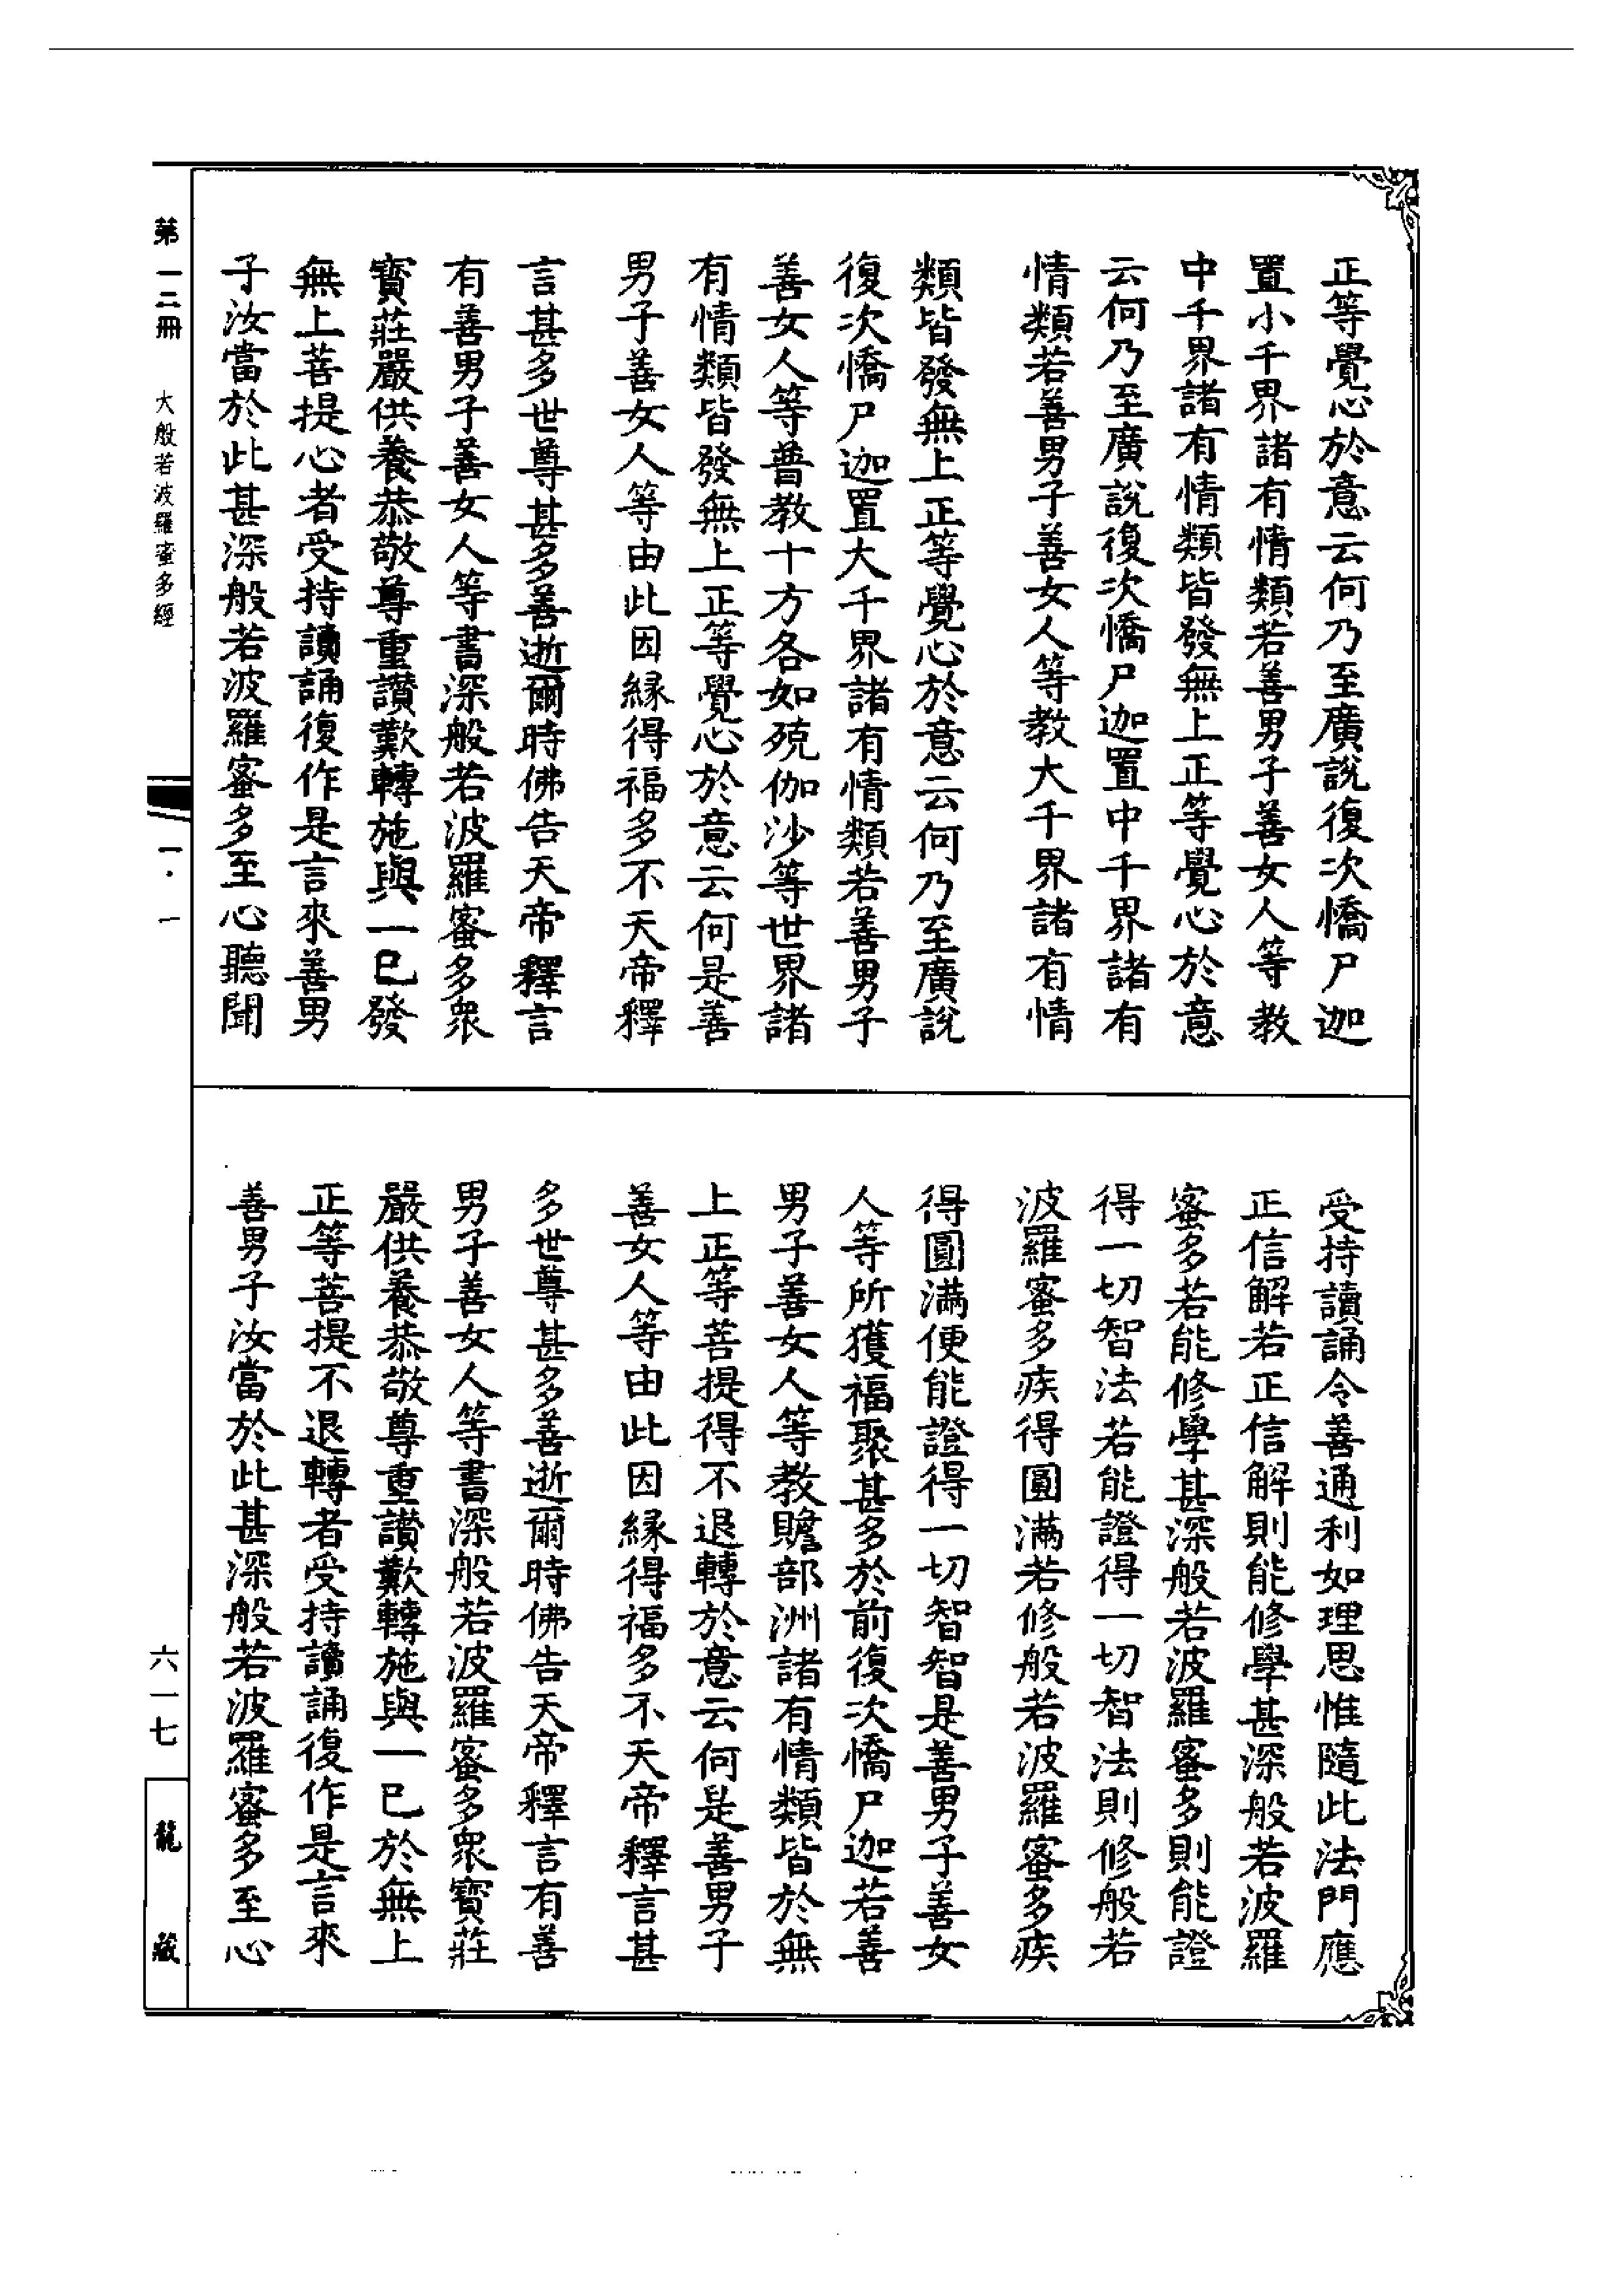 正等覺心於意云何乃至廣說復次憍尸迦
置小千界諸有情類若善男子善女人等教
中千界諸有情類皆發無上正等覺心於意
云何乃至廣說復次憍尸迦置中千界諸有
情類若善男子善女人等教大千界諸有情
類皆發無上正等覺心於意云何乃至廣說
復次憍尸迦置大千界諸有情類若善男子
善女人等普教十方各如殑伽沙等世界諸
有情類皆發無上正等覺心於意云何是善
男子善女人等由此因緣得福多不天帝釋
言甚多世尊甚多善逝爾時佛告天帝釋言
有善男子善女人等書深般若波羅蜜多眾
寶莊嚴供養恭敬尊重讚歎轉施與一已發
無上菩提心者受持讀誦復作是言來善男
子汝當於此甚深般若波羅蜜多至心聽聞
受持讀誦令善通利如理思惟隨此法門應
正信解若正信解則能修學甚深般若波羅
蜜多若能修學甚深般若波羅蜜多則能證
得一切智法若能證得一切智法則修般若
波羅蜜多疾得圓滿若修般若波羅蜜多疾
得圓滿便能證得一切智智是善男子善女
人等所獲福聚甚多於前復次憍尸迦若善
男子善女人等教贍部洲諸有情類皆於無
上正等菩提得不退轉於意云何是善男子
善女人等由此因緣得福多不天帝釋言甚
多世尊甚多善逝爾時佛告天帝釋言有善
男子善女人等書深般若波羅蜜多眾寶莊
嚴供養恭敬尊重讚歎轉施與一已於無上
正等菩提不退轉者受持讀誦復作是言來
善男子汝當於此甚深般若波羅蜜多至心
第一三冊 大般若波羅蜜多經 一·一 六一七 龍藏